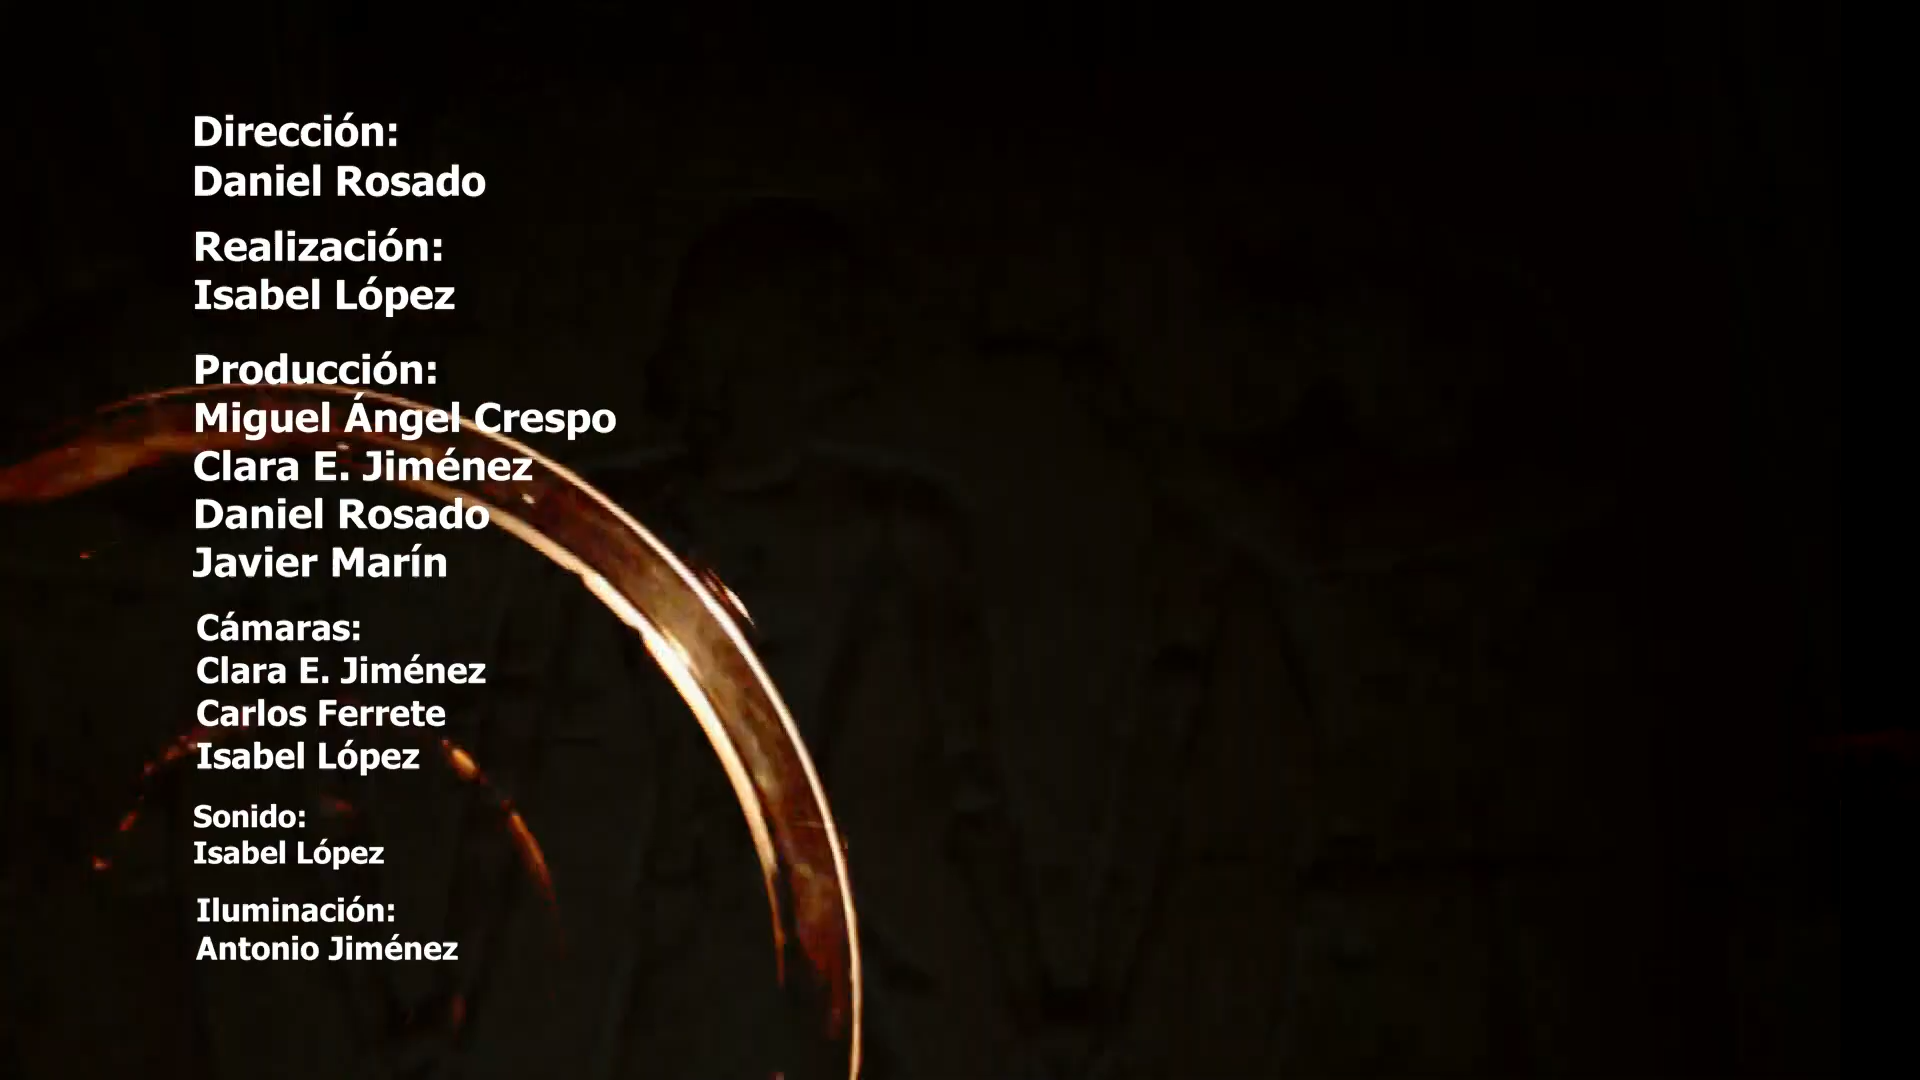 Dirección:
Daniel Rosado
Realización:
Isabel López
Producción:
Miguel Ángel Crespo
Clara E. Jiménez
Daniel Rosado
Javier Marín
Cámaras:
Clara E. Jiménez
Carlos Ferrete
Isabel López
Sonido:
Isabel López
Iluminación:
Antonio Jiménez